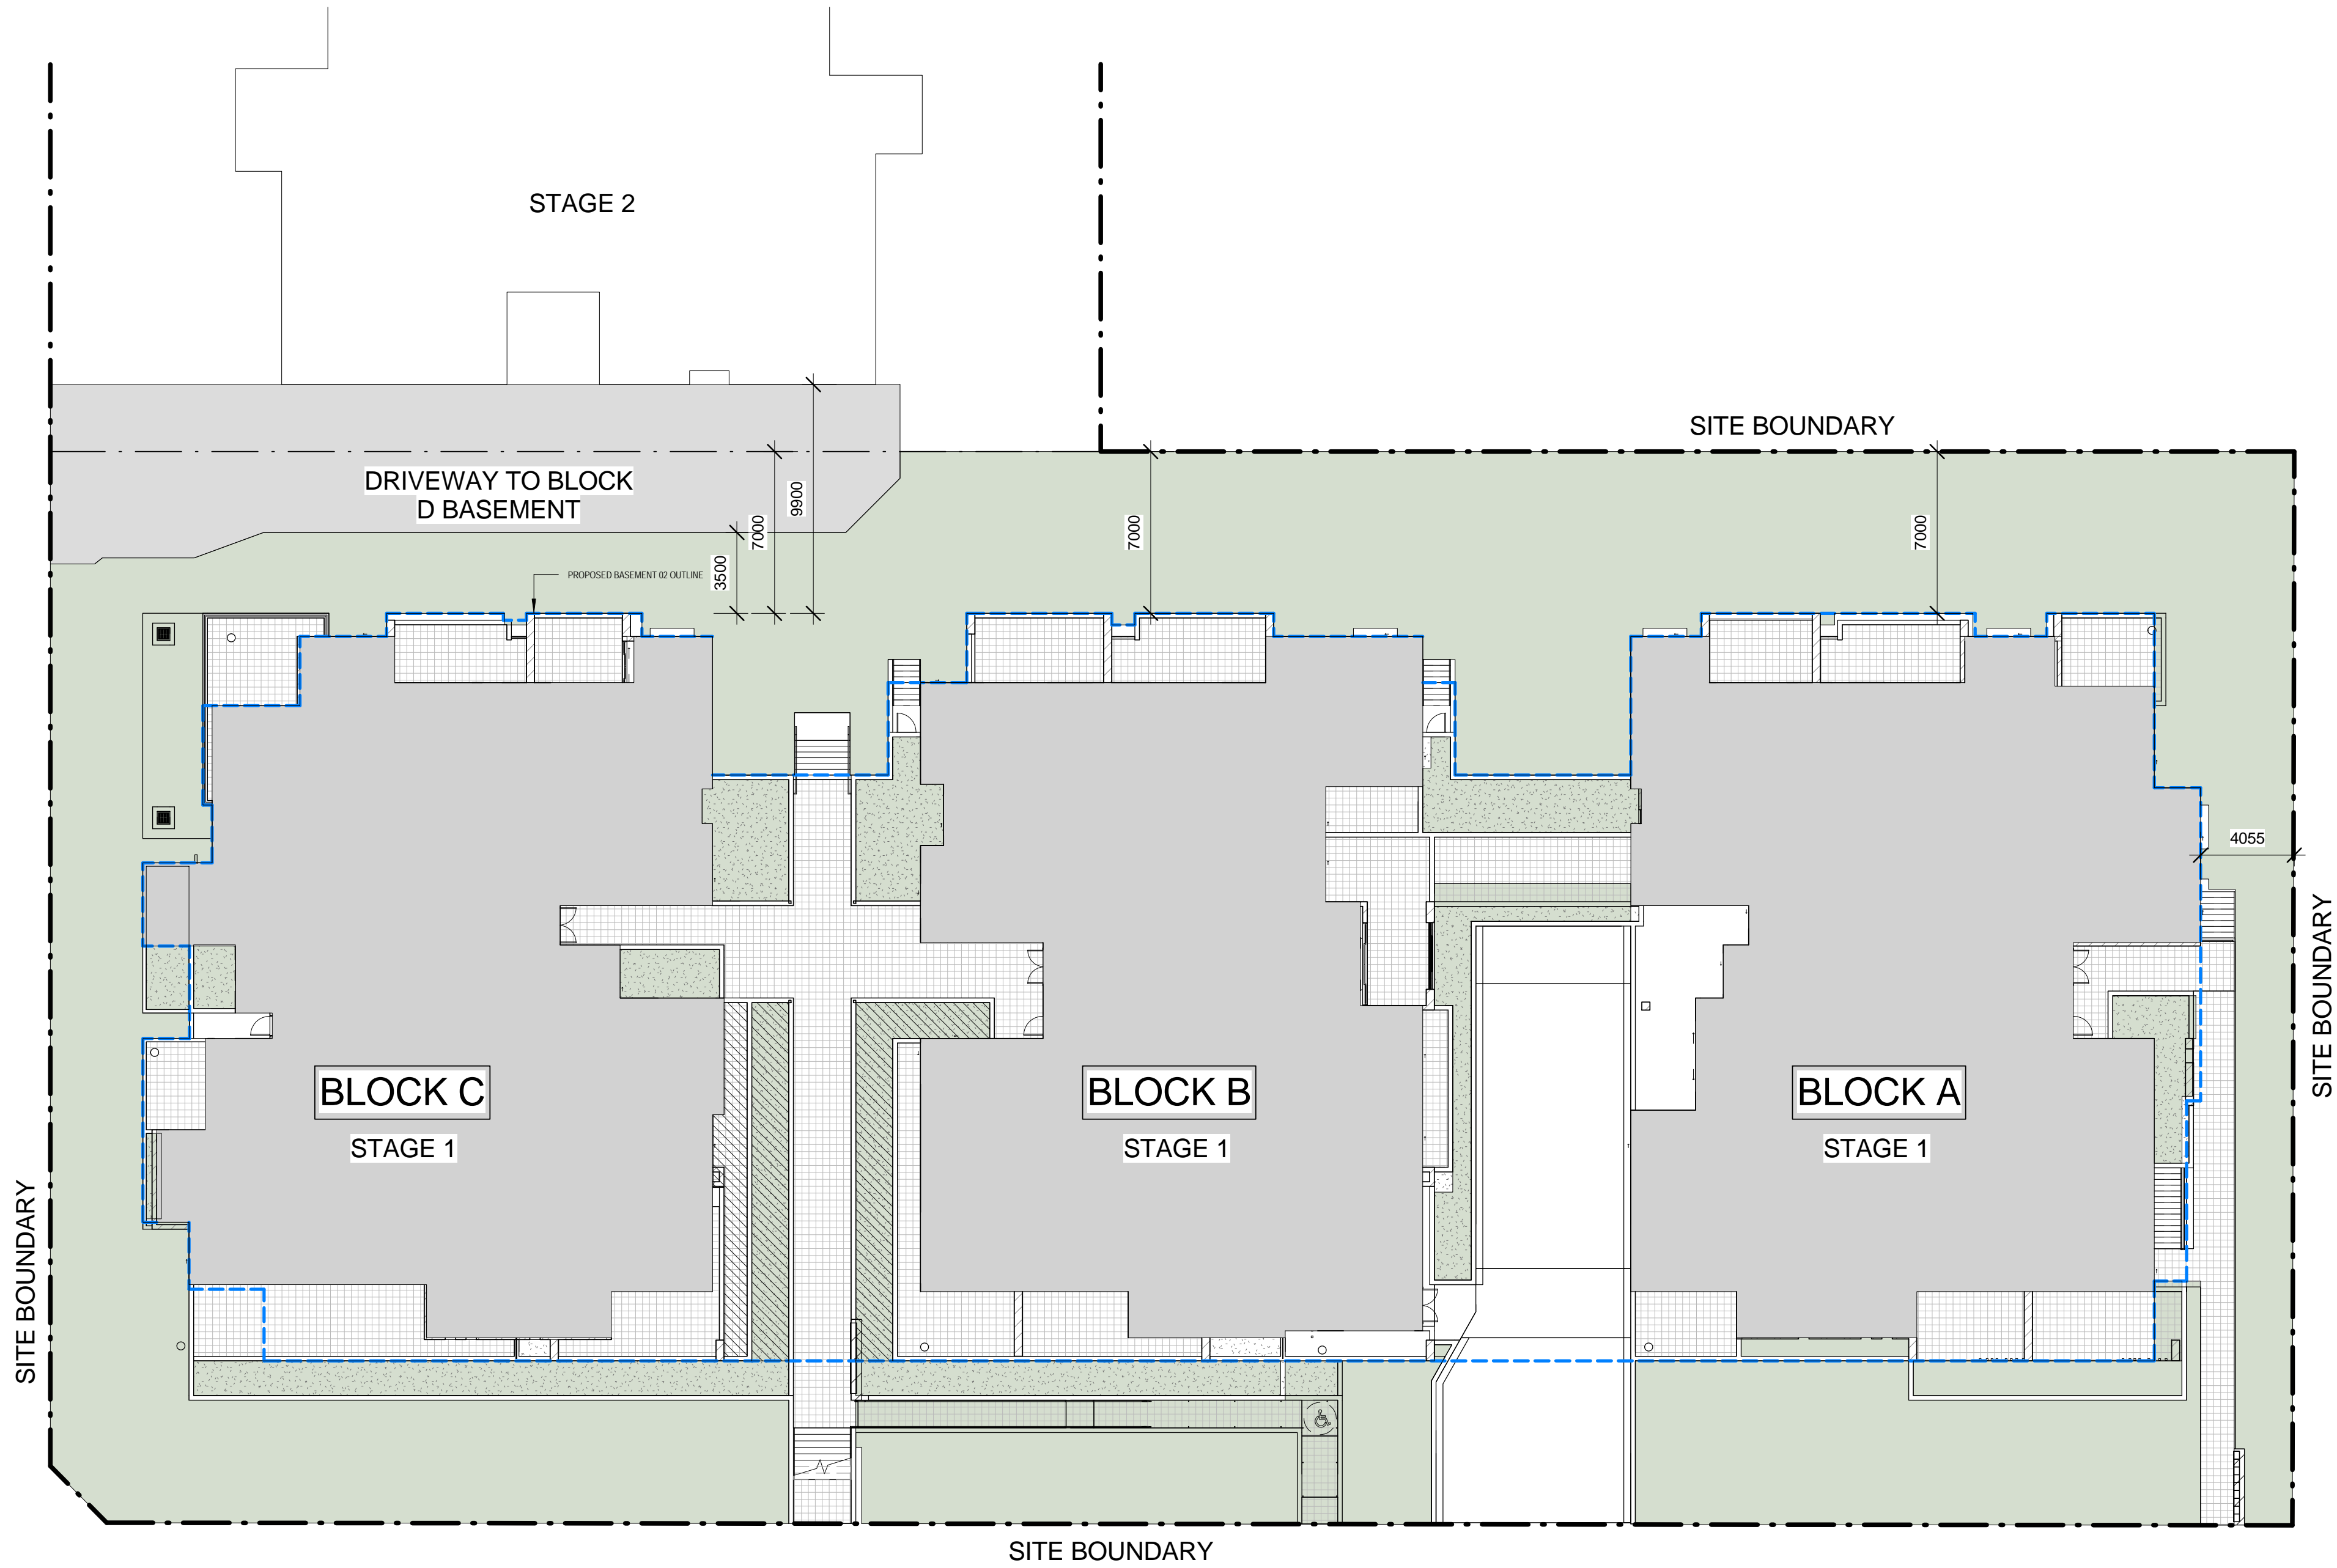 STAGE 2
SITE BOUNDARY
DRIVEWAY TO BLOCK
D BASEMENT
9900
7000
3500
7000
7000
PROPOSED BASEMENT 02 OUTLINE
4055
SITE BOUNDARY
BLOCK C
STAGE 1
BLOCK B
STAGE 1
BLOCK A
STAGE 1
SITE BOUNDARY
SITE BOUNDARY